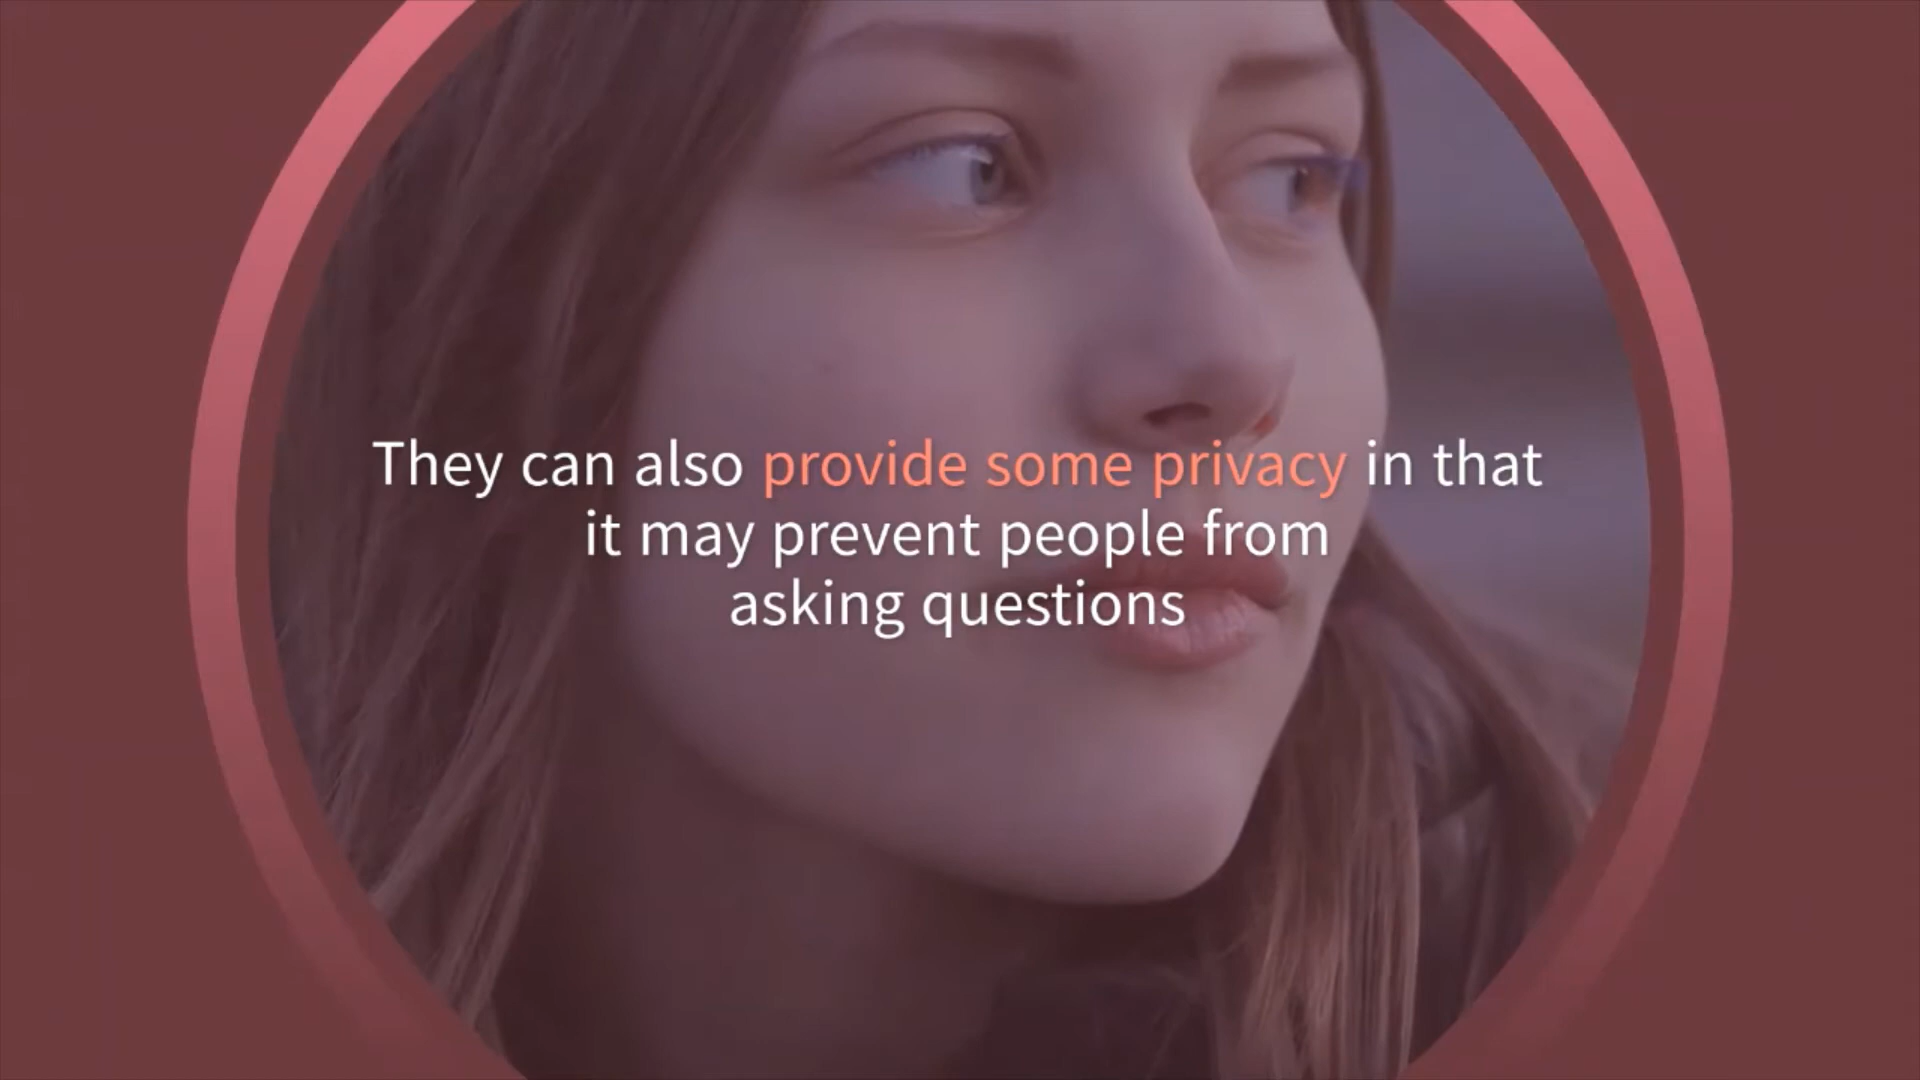 They can also provide some privacy in that
it may prevent people from
asking questions